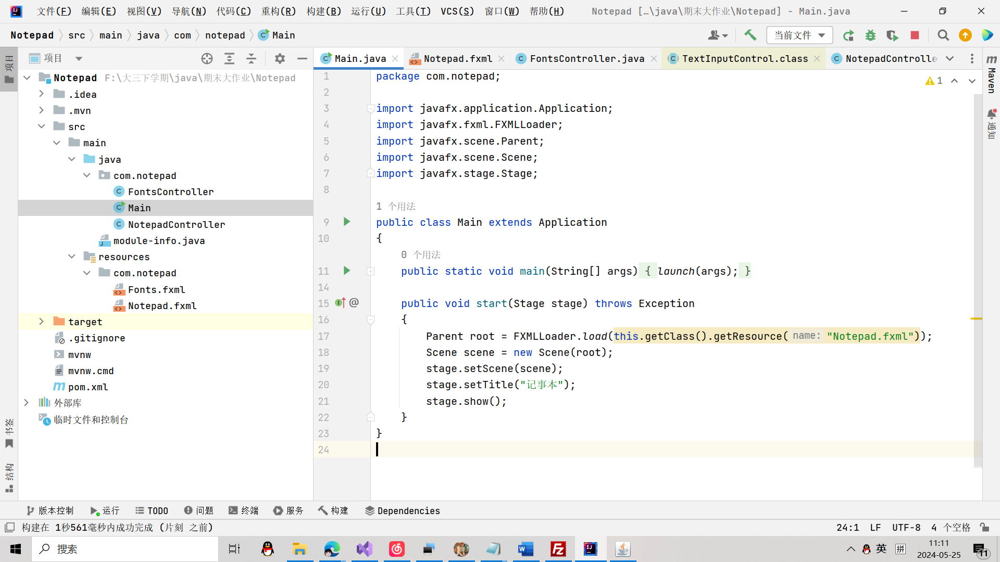 文件(F) 编辑(E) 视图(V) 导航(N) 代码(C) 重构(R) 构建(B) 运行(U) 工具(T) VCS(S) 窗口(W) 帮助(H) Notepad […\java\期末大作业\Notepad] - Main.java
Notepad src main java com notepad Main
当前文件
项目
项目
Main.java Notepad.fxml FontsController.java TextInputControl.class NotepadControlle
Maven
通知
Notepad F:\大三下学期\java\期末大作业\Notepad
.idea
.mvn
src
main
java
com.notepad
FontsController
Main
NotepadController
module-info.java
resources
com.notepad
Fonts.fxml
Notepad.fxml
target
.gitignore
mvnw
mvnw.cmd
pom.xml
外部库
临时文件和控制台
书签
结构
1
1 package com.notepad;
2
3 import javafx.application.Application;
4 import javafx.fxml.FXMLLoader;
5 import javafx.scene.Parent;
6 import javafx.scene.Scene;
7 import javafx.stage.Stage;
8
1 个用法
9 public class Main extends Application
10 {
0 个用法
11 public static void main(String[] args) { launch(args); }
14
15 public void start(Stage stage) throws Exception
16 {
17 Parent root = FXMLLoader.load(this.getClass().getResource( name: "Notepad.fxml"));
18 Scene scene = new Scene(root);
19 stage.setScene(scene);
20 stage.setTitle("记事本");
21 stage.show();
22 }
23 }
24
版本控制 运行 TODO 问题 终端 服务 构建 Dependencies
构建在 1秒561毫秒内成功完成 (片刻 之前) 24:1 LF UTF-8 4 个空格
搜索
英 拼
11:11
2024-05-25
11